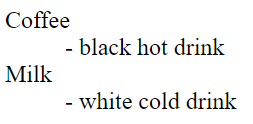 Coffee
- black hot drink
Milk
- white cold drink